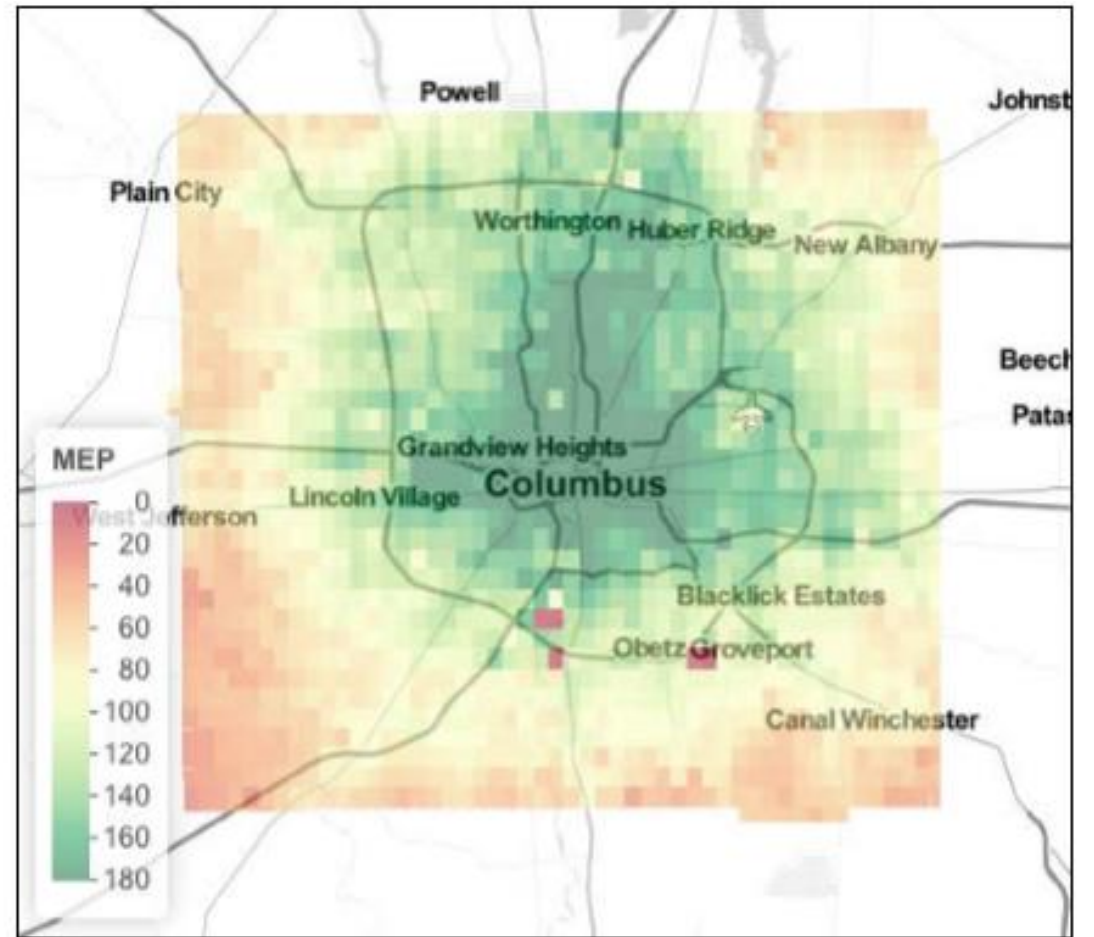 Powell
Johnst
Plain City
Worthington
Huber Ridge
New Albany
Beech
Patas
Grandview Heights
MEP
Columbus
Lincoln Village
0
West Jefferson
20
40
60
80
100
120
140
160
180
Blacklick Estates
Obetz
Groveport
Canal Winchester